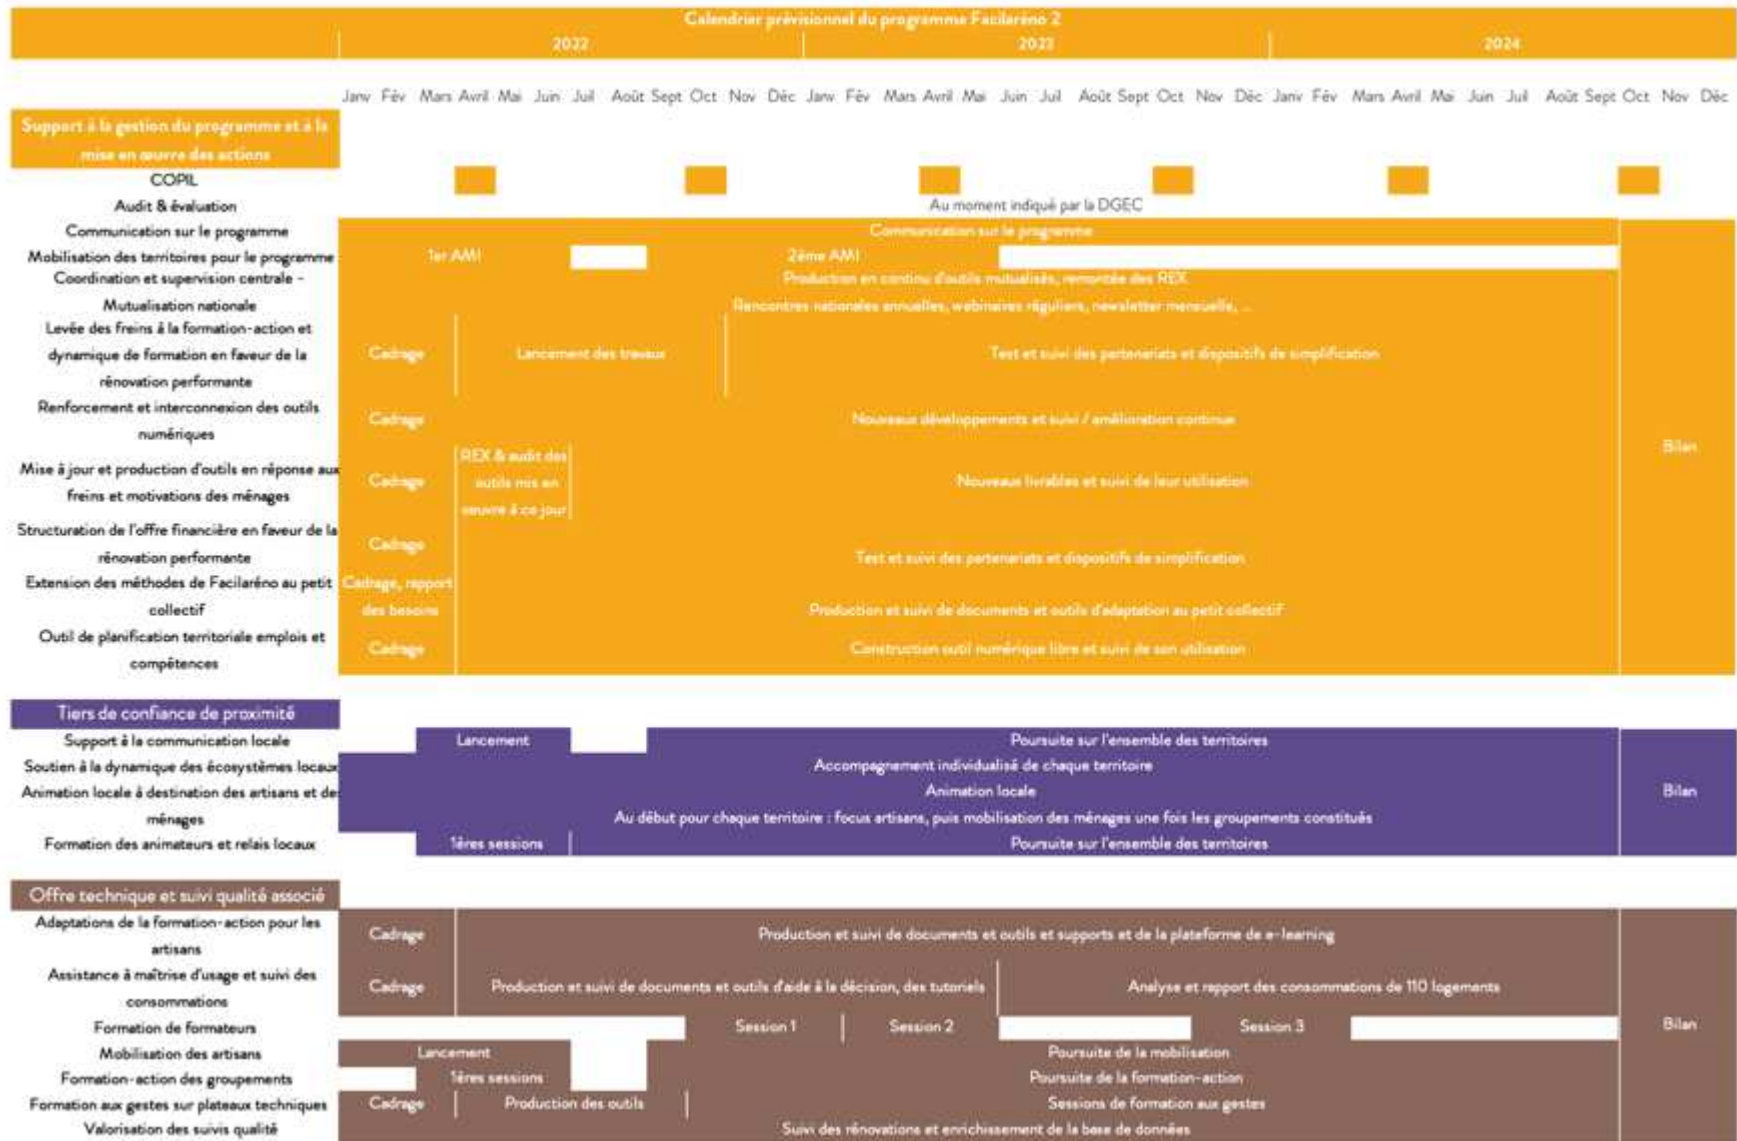 Calendrier prévisionnel du programme Facilaréno 2
2022 2023 2024
Janv Fév Mars Avril Mai Juin Juil Août Sept Oct Nov Déc Janv Fév Mars Avril Mai Juin Juil Août Sept Oct Nov Déc Janv Fév Mars Avril Mai Juin Juil Août Sept Oct Nov Déc
Support à la gestion du programme et à la
mise en œuvre des actions
COPIL
Audit & évaluation
Au moment indiqué par la DGEC
Communication sur le programme
Communication sur le programme
Mobilisation des territoires pour le programme
1er AMI
2ème AMI
Coordination et supervision centrale -
Mutualisation nationale
Production en continu d'outils mutualisés, remontée des REX
Rencontres nationales annuelles, webinaires réguliers, newsletter mensuelle, ...
Levée des freins à la formation-action et
dynamique de formation en faveur de la
rénovation performante
Cadrage
Lancement des travaux
Test et suivi des partenariats et dispositifs de simplification
Renforcement et interconnexion des outils
numériques
Cadrage
Nouveaux développements et suivi / amélioration continue
Mise à jour et production d'outils en réponse aux
freins et motivations des ménages
Cadrage
REX & audit des
outils mis en
oeuvre à ce jour
Nouveaux livrables et suivi de leur utilisation
Structuration de l'offre financière en faveur de la
rénovation performante
Cadrage
Test et suivi des partenariats et dispositifs de simplification
Extension des méthodes de Facilaréno au petit
collectif
Cadrage, rapport
des besoins
Production et suivi de documents et outils d'adaptation au petit collectif
Outil de planification territoriale emplois et
compétences
Cadrage
Construction outil numérique libre et suivi de son utilisation
Bilan
Tiers de confiance de proximité
Support à la communication locale
Lancement
Poursuite sur l'ensemble des territoires
Soutien à la dynamique des écosystèmes locaux
Accompagnement individualisé de chaque territoire
Animation locale à destination des artisans et de
ménages
Animation locale
Au début pour chaque territoire : focus artisans, puis mobilisation des ménages une fois les groupements constitués
Formation des animateurs et relais locaux
1ères sessions
Poursuite sur l'ensemble des territoires
Bilan
Offre technique et suivi qualité associé
Adaptations de la formation-action pour les
artisans
Cadrage
Production et suivi de documents et outils et supports et de la plateforme de e-learning
Assistance à maîtrise d'usage et suivi des
consommations
Cadrage
Production et suivi de documents et outils d'aide à la décision, des tutoriels
Analyse et rapport des consommations de 110 logements
Formation de formateurs
Session 1
Session 2
Session 3
Bilan
Mobilisation des artisans
Lancement
Poursuite de la mobilisation
Formation-action des groupements
1ères sessions
Poursuite de la formation-action
Formation aux gestes sur plateaux techniques
Cadrage
Production des outils
Sessions de formation aux gestes
Valorisation des suivis qualité
Suivi des rénovations et enrichissement de la base de données